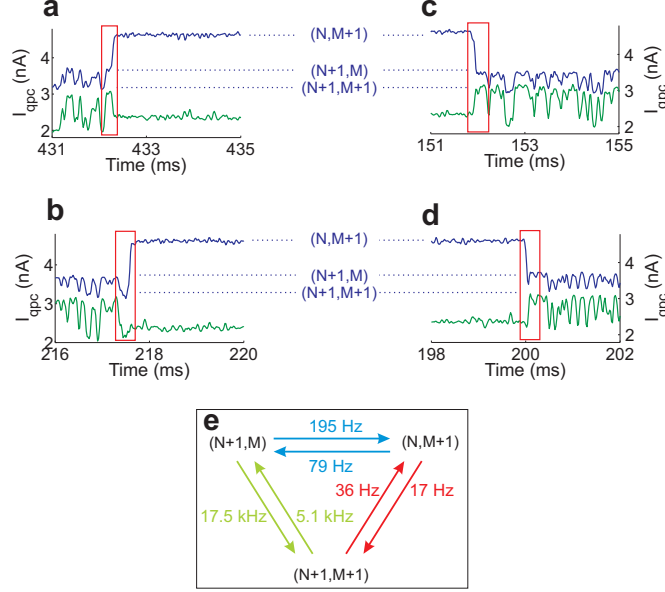 a
I_qpc (nA)
4
3
2
431 433 435
Time (ms)
(N,M+1)
(N+1,M)
(N+1,M+1)
c
I_qpc (nA)
4
3
2
151 153 155
Time (ms)
b
I_qpc (nA)
4
3
2
216 218 220
Time (ms)
(N,M+1)
(N+1,M)
(N+1,M+1)
d
I_qpc (nA)
4
3
2
198 200 202
Time (ms)
e
195 Hz
(N+1,M) (N,M+1)
79 Hz
36 Hz 17 Hz
17.5 kHz 5.1 kHz
(N+1,M+1)